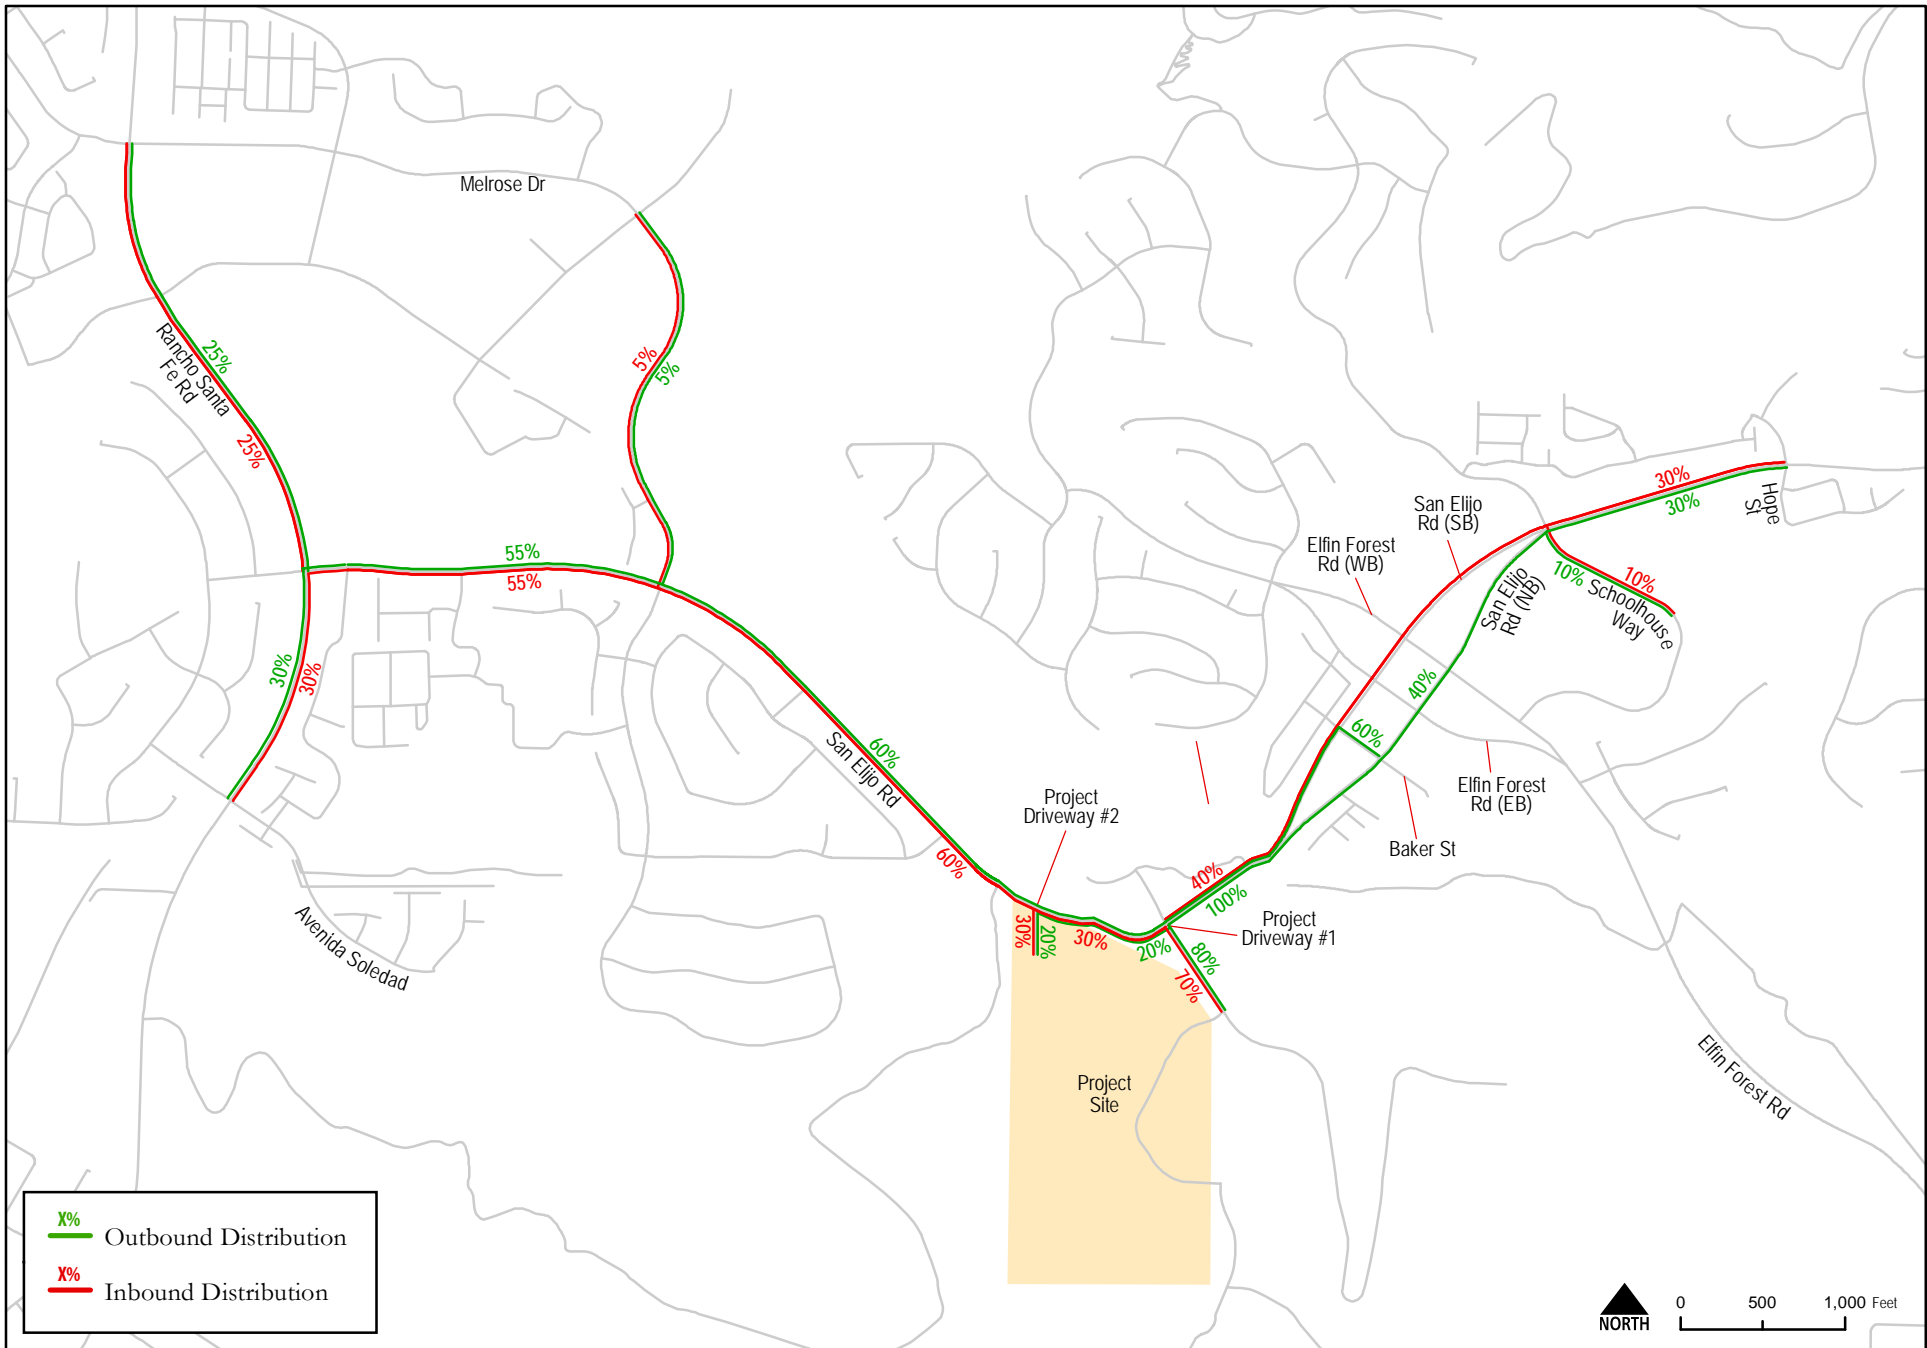 Melrose Dr
25%
Rancho Santa
Fe Rd
25%
5%
5%
55%
55%
30%
30%
60%
San Elijo Rd
60%
Avenida Soledad
Project
Driveway #2
30%
20%
30%
20%
40%
100%
Project
Driveway #1
80%
70%
Project
Site
San Elijo
Rd (SB)
Elfin Forest
Rd (WB)
30%
30%
Hope
St
10%
10%
Schoolhouse
Way
San Elijo
Rd (NB)
40%
60%
Elfin Forest
Rd (EB)
Baker St
Elfin Forest Rd
X%
Outbound Distribution
X%
Inbound Distribution
NORTH
0 500 1,000 Feet